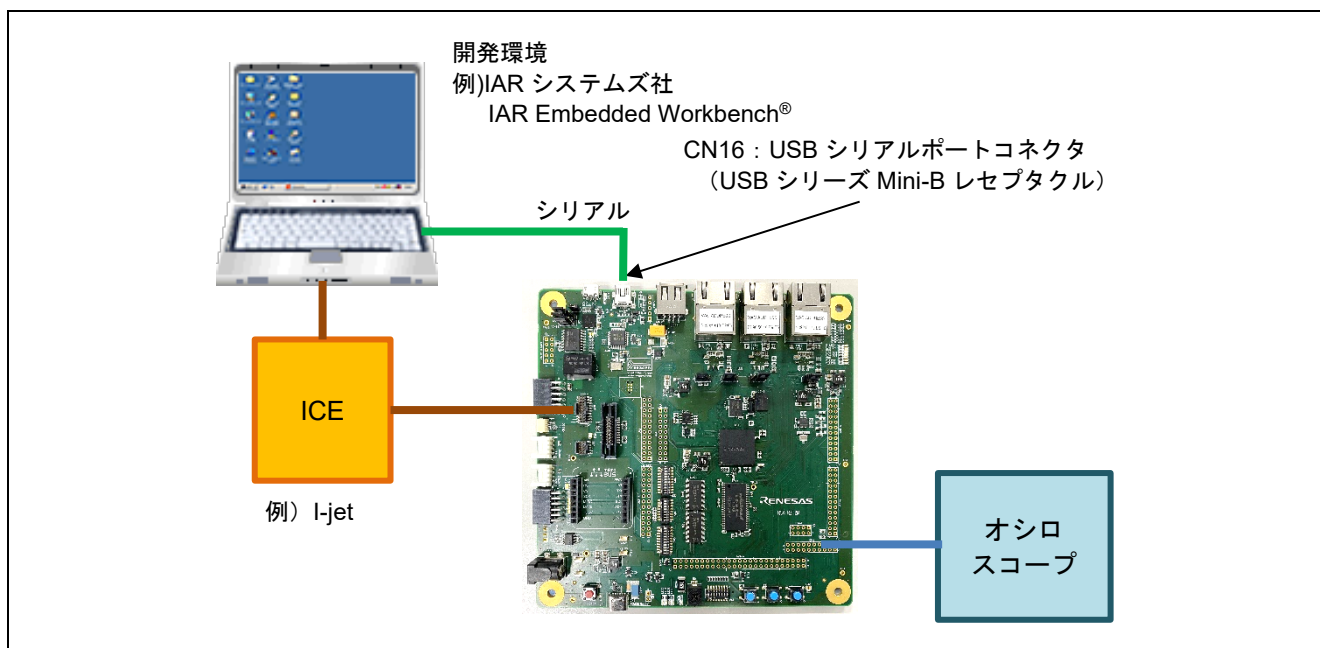 開発環境
例)IAR システムズ社
IAR Embedded Workbench®
CN16：USB シリアルポートコネクタ
（USB シリーズ Mini-B レセプタクル）
シリアル
ICE
例）I-jet
RENESAS
オシロ
スコープ